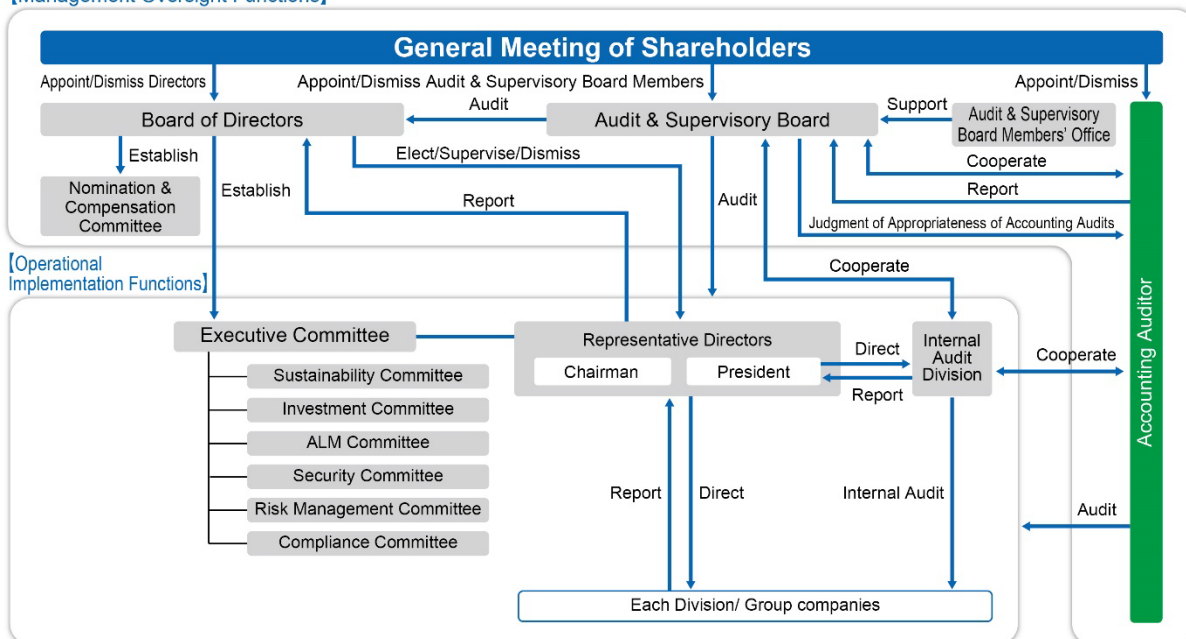 【Management Oversight Functions】
General Meeting of Shareholders
Appoint/Dismiss Directors
Appoint/Dismiss Audit & Supervisory Board Members
Appoint/Dismiss
Board of Directors
Audit
Audit & Supervisory Board
Support
Audit & Supervisory
Board Members' Office
Establish
Elect/Supervise/Dismiss
Cooperate
Nomination &
Compensation
Committee
Establish
Report
Audit
Report
Judgment of Appropriateness of Accounting Audits
【Operational
Implementation Functions】
Cooperate
Executive Committee
Representative Directors
Chairman
President
Direct
Report
Internal
Audit
Division
Cooperate
Accounting Auditor
Sustainability Committee
Investment Committee
ALM Committee
Security Committee
Risk Management Committee
Compliance Committee
Report
Direct
Internal Audit
Audit
Each Division/ Group companies